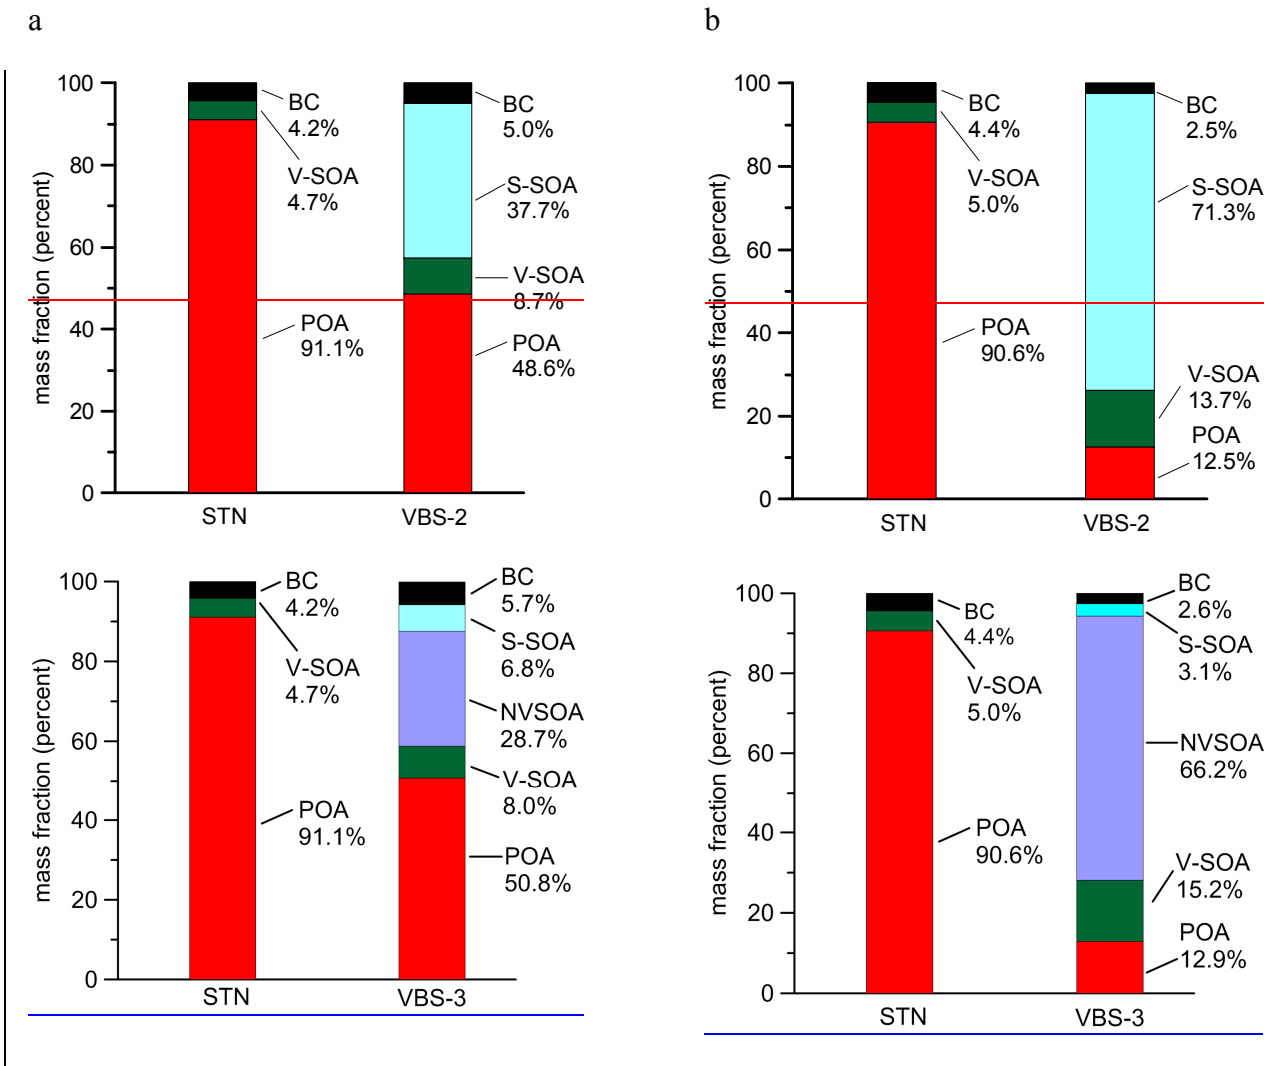 a
b
100
80
60
40
20
0
mass fraction (percent)
BC
4.2%
V-SOA
4.7%
POA
91.1%
BC
5.0%
S-SOA
37.7%
V-SOA
8.7%
POA
48.6%
STN
VBS-2
100
80
60
40
20
0
mass fraction (percent)
BC
4.4%
V-SOA
5.0%
POA
90.6%
BC
2.5%
S-SOA
71.3%
V-SOA
13.7%
POA
12.5%
STN
VBS-2
100
80
60
40
20
0
mass fraction (percent)
BC
4.2%
V-SOA
4.7%
POA
91.1%
BC
5.7%
S-SOA
6.8%
NVSOA
28.7%
V-SOA
8.0%
POA
50.8%
STN
VBS-3
100
80
60
40
20
0
mass fraction (percent)
BC
4.4%
V-SOA
5.0%
POA
90.6%
BC
2.6%
S-SOA
3.1%
NVSOA
66.2%
V-SOA
15.2%
POA
12.9%
STN
VBS-3